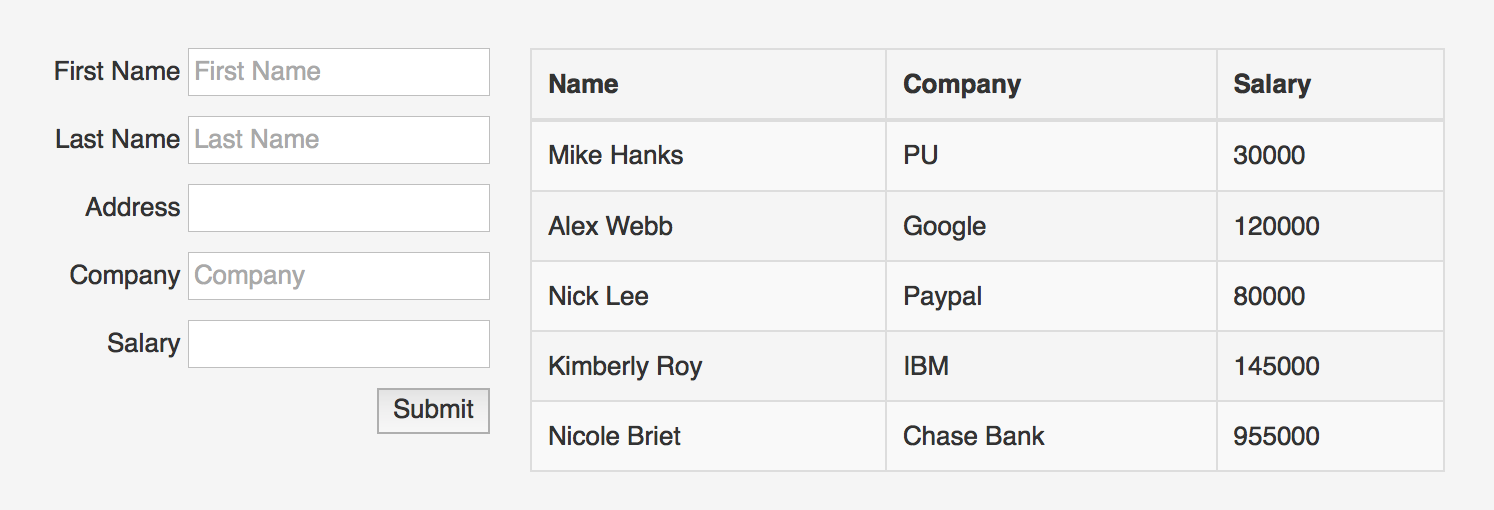 First Name First Name
Last Name Last Name
Address
Company Company
Salary
Submit
Name Company Salary
Mike Hanks PU 30000
Alex Webb Google 120000
Nick Lee Paypal 80000
Kimberly Roy IBM 145000
Nicole Briet Chase Bank 955000